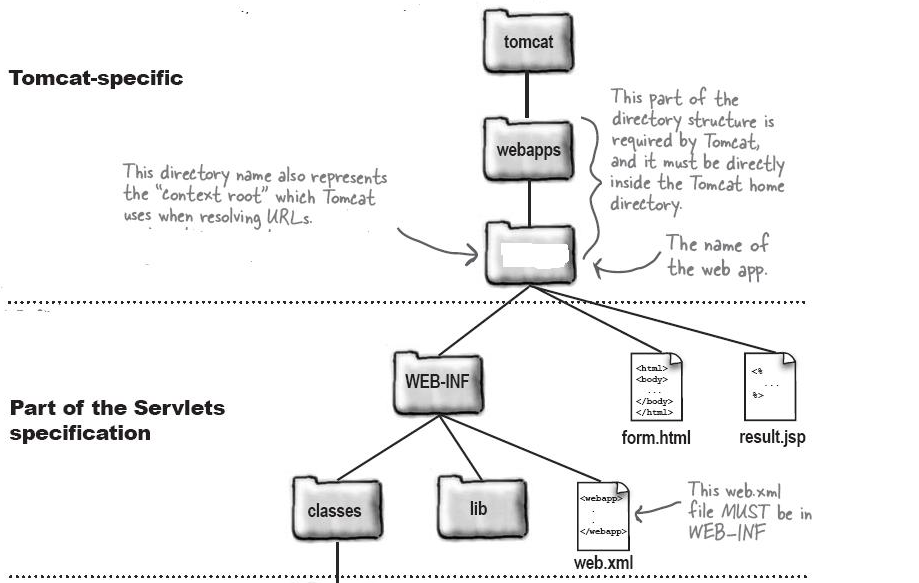 tomcat
Tomcat-specific
This part of the
directory structure is
required by Tomcat,
and it must be directly
inside the Tomcat home
directory.
webapps
This directory name also represents
the "context root" which Tomcat
uses when resolving URLs.
The name of
the web app.
WEB-INF
<html>
<body>
...
</body>
</html>
form.html
<%
...
%>
result.jsp
Part of the Servlets
specification
classes
lib
<webapp>
.
.
</webapp>
web.xml
This web.xml
file MUST be in
WEB-INF